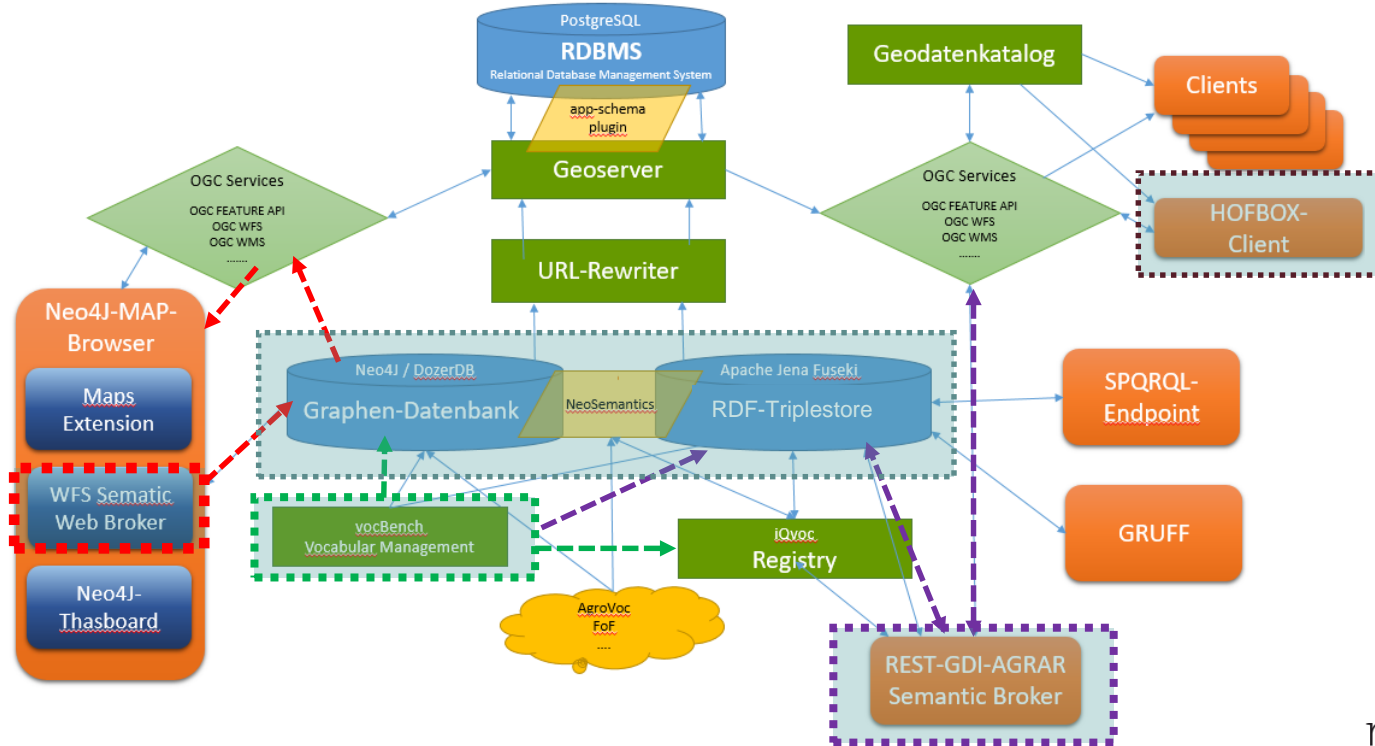 PostgreSQL
RDBMS
Relational Database Management System
app-schema
plugin
Geoserver
Geodatenkatalog
Clients
OGC Services
OGC FEATURE API
OGC WFS
OGC WMS
........
OGC Services
OGC FEATURE API
OGC WFS
OGC WMS
......
HOFBOX-
Client
URL-Rewriter
Neo4J-MAP-
Browser
Maps
Extension
WFS Sematic
Web Broker
Neo4J-
Thasboard
Neo4J / DozerDB
Graphen-Datenbank
NeoSemantics
Apache Jena Fuseki
RDF-Triplestore
SPQRQL-
Endpoint
vocBench
Vocabular Management
iQvoc
Registry
GRUFF
AgroVoc
FoF
....
REST-GDI-AGRAR
Semantic Broker